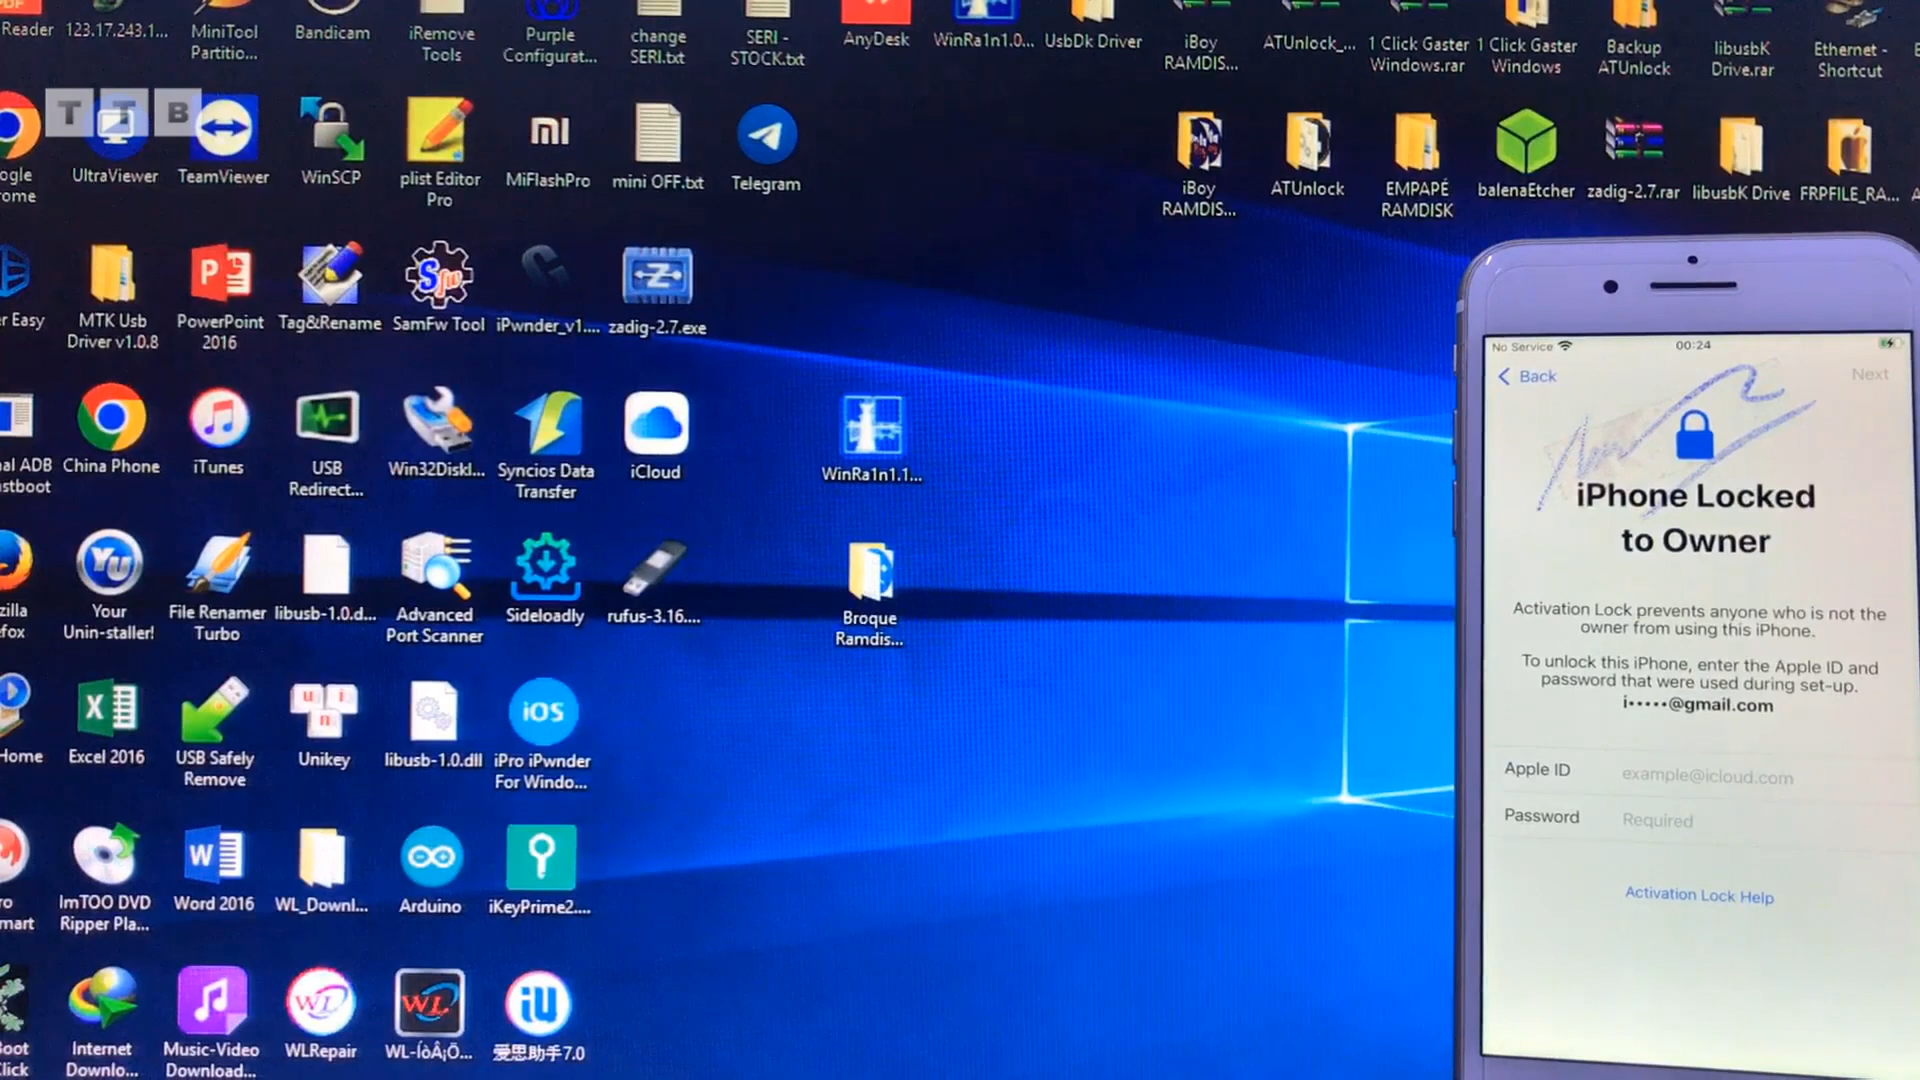 Reader
123.17.243.1...
MiniTool
Partitio...
Bandicam
iRemove
Tools
Purple
Configurat...
change
SERI.txt
SERI -
STOCK.txt
AnyDesk
WinRa1n1.0...
UsbDk Driver
iBoy
RAMDIS...
ATUnlock_...
1 Click Gaster
Windows.rar
1 Click Gaster
Windows
Backup
ATUnlock
libusbK
Drive.rar
Ethernet -
Shortcut
TTB
ogle
rome
UltraViewer
TeamViewer
WinSCP
plist Editor
Pro
MiFlashPro
mini OFF.txt
Telegram
iBoy
RAMDIS...
ATUnlock
EMPAPÉ
RAMDISK
balenaEtcher
zadig-2.7.rar
libusbK Drive
FRPFILE_RA...
er Easy
MTK Usb
Driver v1.0.8
PowerPoint
2016
Tag&Rename
SamFw Tool
iPwnder_v1....
zadig-2.7.exe
al ADB
stboot
China Phone
iTunes
USB
Redirect...
Win32DiskI...
Syncios Data
Transfer
iCloud
WinRa1n1.1...
zilla
efox
Your
Unin-staller!
File Renamer
Turbo
libusb-1.0.d...
Advanced
Port Scanner
Sideloadly
rufus-3.16....
Broque
Ramdis...
Home
Excel 2016
USB Safely
Remove
Unikey
libusb-1.0.dll
iOS
iPro iPwnder
For Windo...
ro
mart
ImTOO DVD
Ripper Pla...
Word 2016
WL_Downl...
Arduino
iKeyPrime2....
Boot
Click
Internet
Downlo...
Music-Video
Download...
WLRepair
WL-ÍòÂ¡Ö...
爱思助手7.0
No Service
00:24
Back
Next
iPhone Locked
to Owner
Activation Lock prevents anyone who is not the
owner from using this iPhone.
To unlock this iPhone, enter the Apple ID and
password that were used during set-up.
i•••••@gmail.com
Apple ID
example@icloud.com
Password
Required
Activation Lock Help